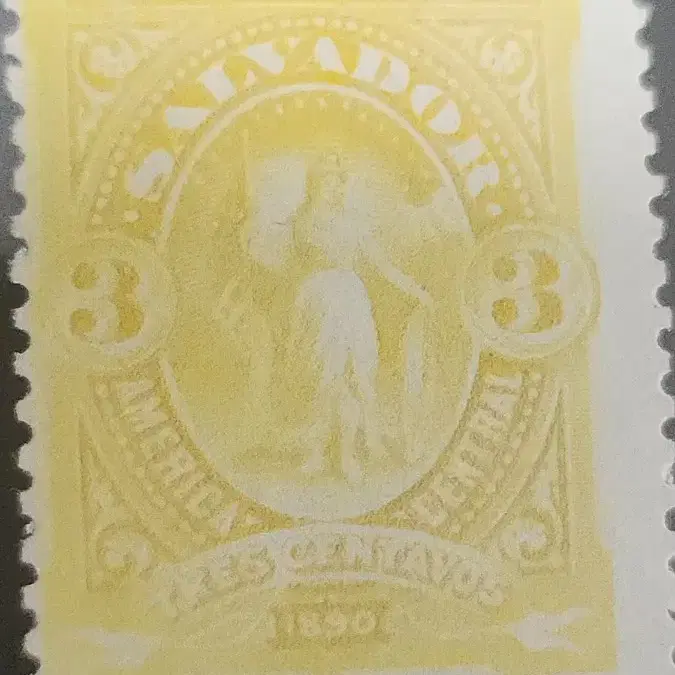 ·SALVADOR·
3 3
AMERICA CENTRAL
TRES CENTAVOS
1890